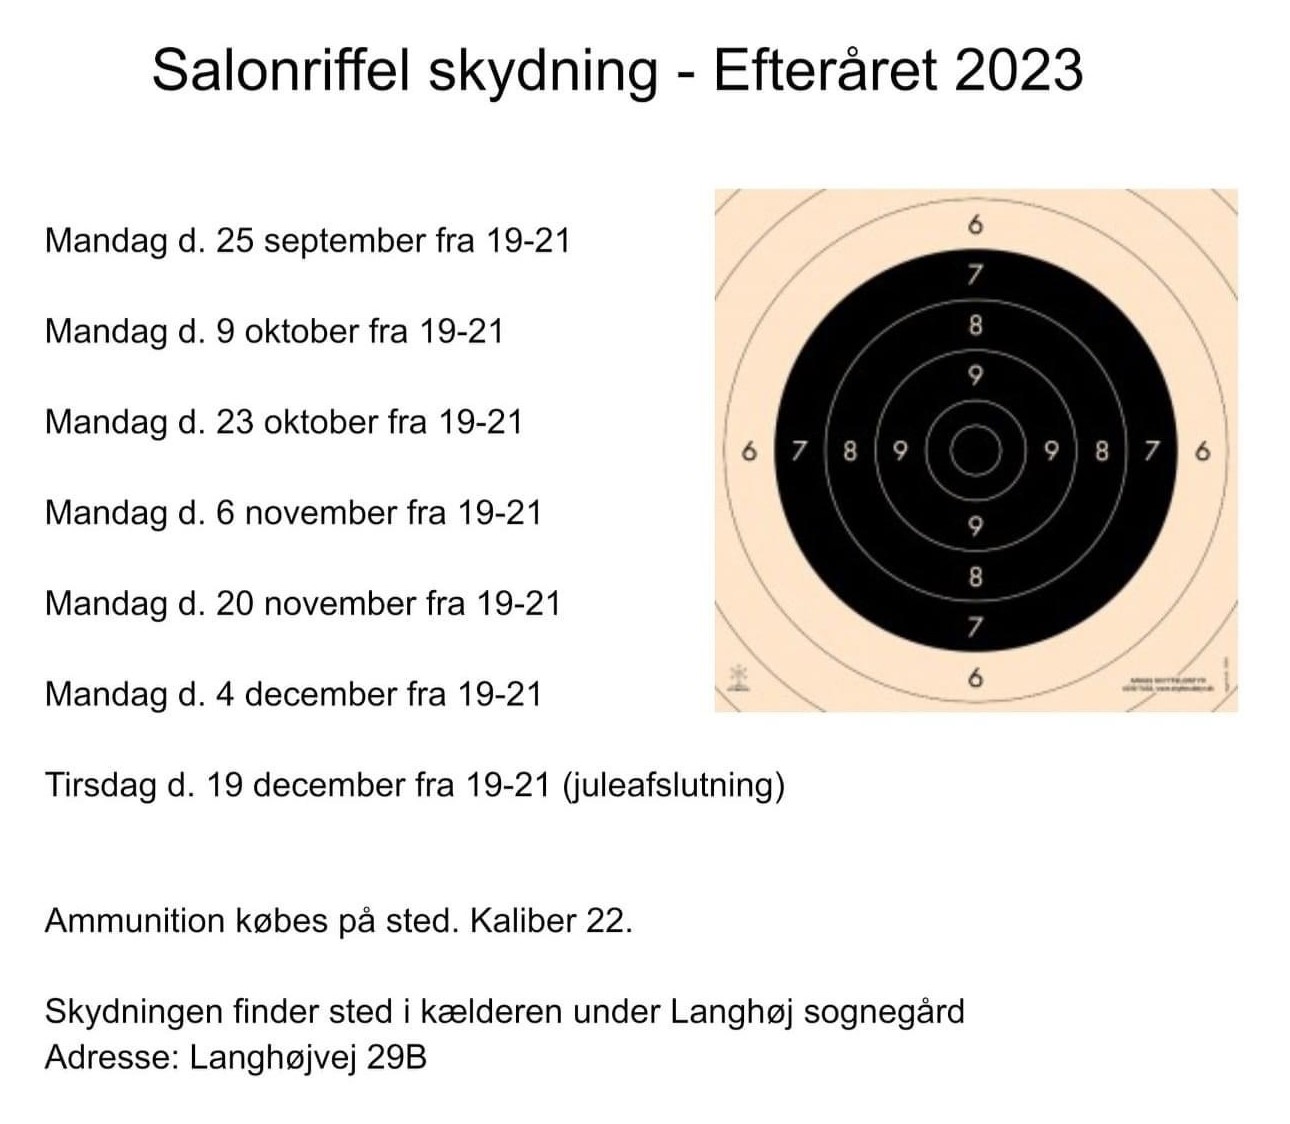 Salonriffel skydning - Efteråret 2023
Mandag d. 25 september fra 19-21
Mandag d. 9 oktober fra 19-21
Mandag d. 23 oktober fra 19-21
Mandag d. 6 november fra 19-21
Mandag d. 20 november fra 19-21
Mandag d. 4 december fra 19-21
Tirsdag d. 19 december fra 19-21 (juleafslutning)
6
7
8
9
6 7 8 9 9 8 7 6
9
8
7
6
Ammunition købes på sted. Kaliber 22.
Skydningen finder sted i kælderen under Langhøj sognegård
Adresse: Langhøjvej 29B